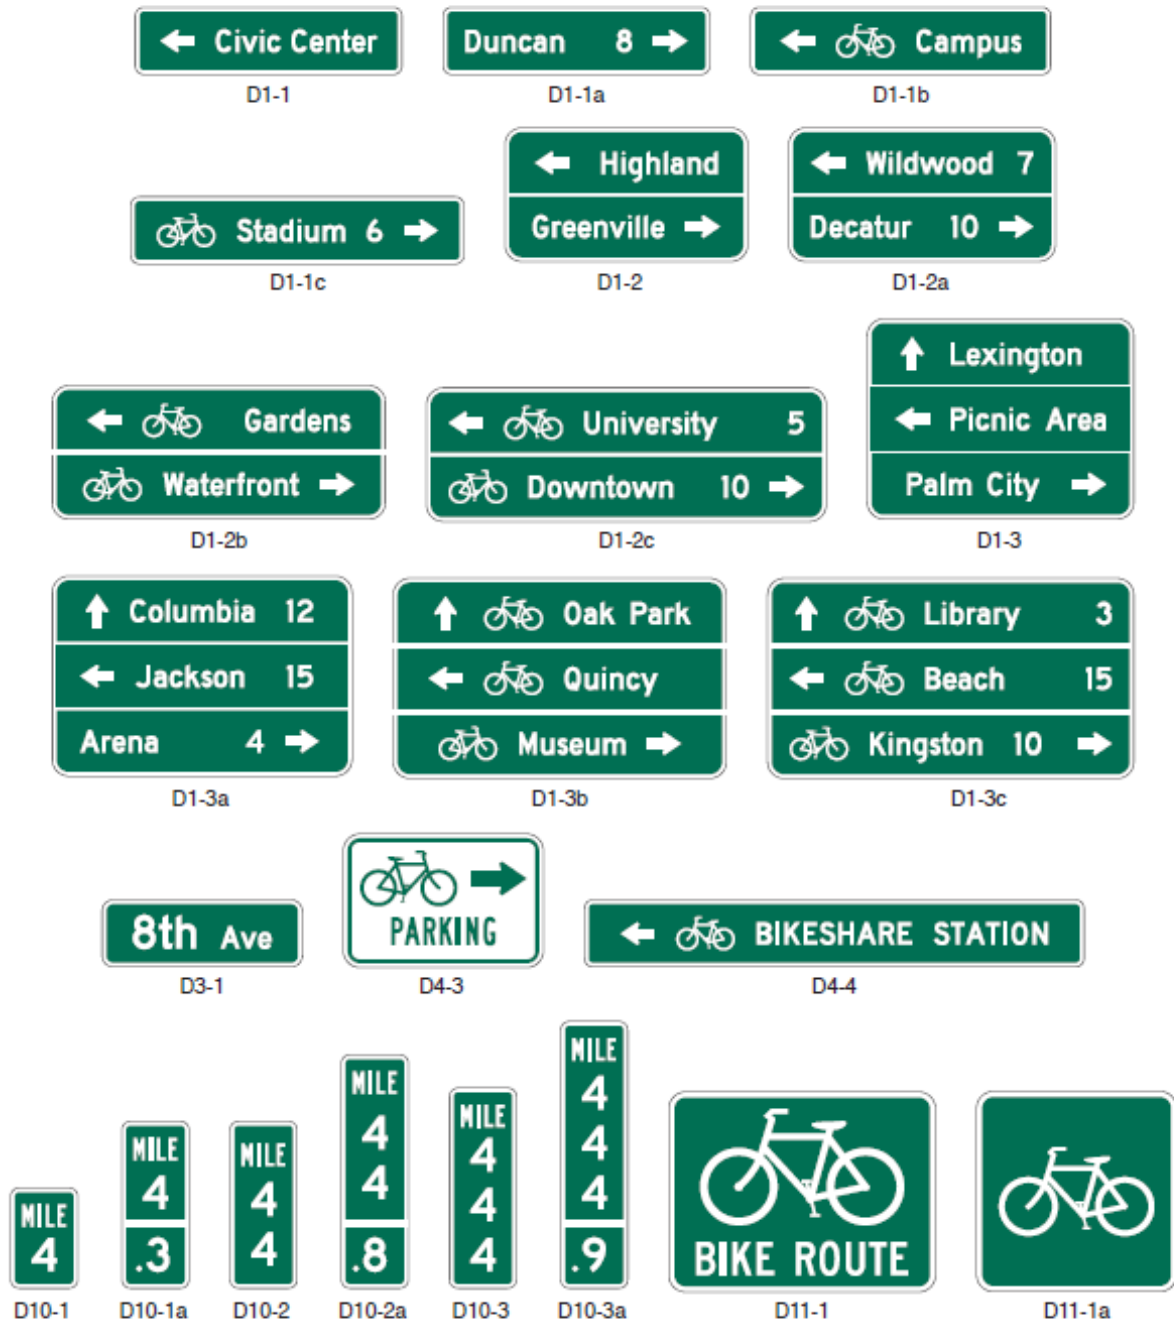 Civic Center
Duncan 8
Campus
D1-1
D1-1a
D1-1b
Stadium 6
D1-1c
Highland
Greenville
D1-2
Wildwood 7
Decatur 10
D1-2a
Gardens
Waterfront
D1-2b
University 5
Downtown 10
D1-2c
Lexington
Picnic Area
Palm City
D1-3
Columbia 12
Jackson 15
Arena 4
D1-3a
Oak Park
Quincy
Museum
D1-3b
Library 3
Beach 15
Kingston 10
D1-3c
8th Ave
D3-1
PARKING
D4-3
BIKESHARE STATION
D4-4
MILE
4
D10-1
MILE
4
.3
D10-1a
MILE
4
4
D10-2
MILE
4
4
.8
D10-2a
MILE
4
4
4
D10-3
MILE
4
4
4
.9
D10-3a
BIKE ROUTE
D11-1
D11-1a